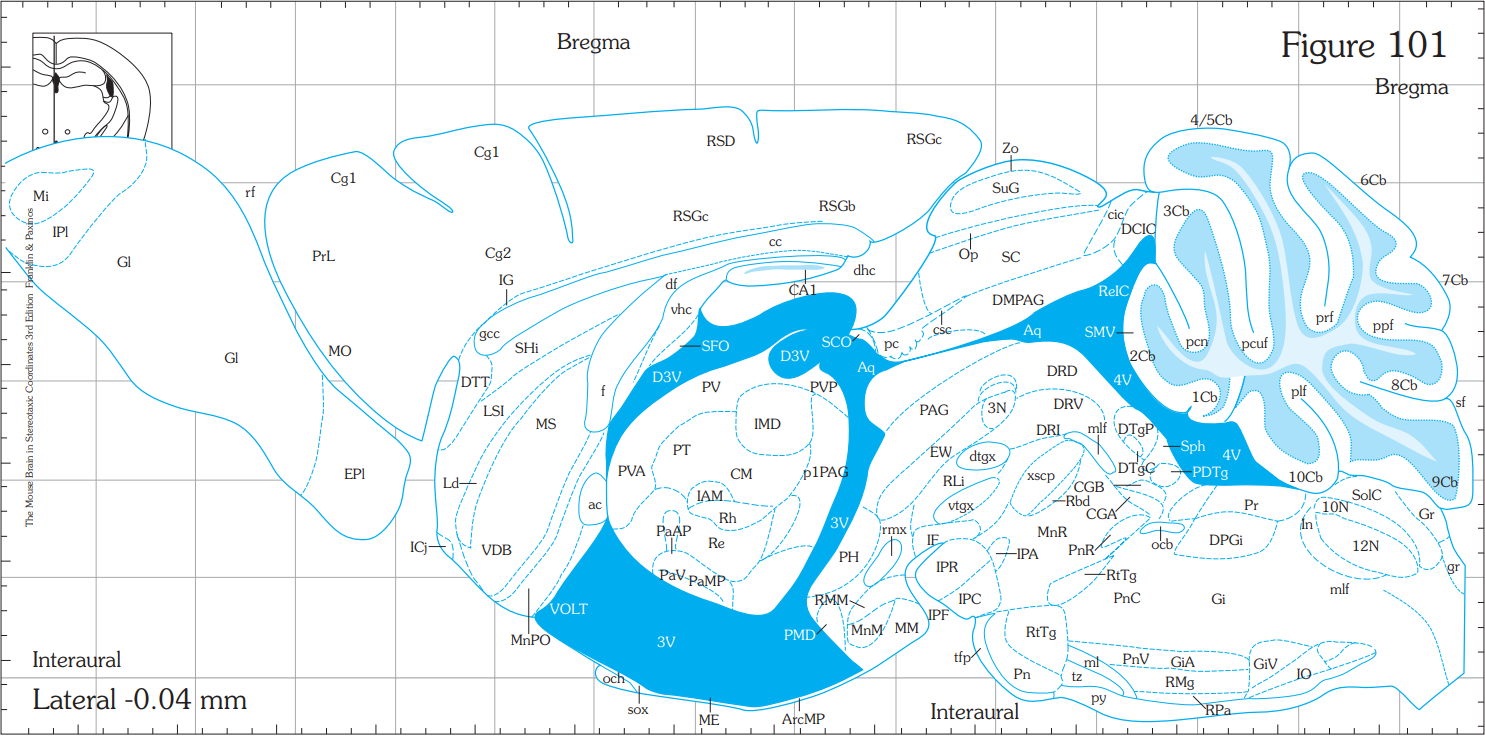 Bregma
Figure 101
Bregma
4/5Cb
Cg1
RSD
RSGc
Zo
Cg1
SuG
6Cb
Mi
rf
RSGc
RSGb
cic
3Cb
IPl
DCIC
Gl
PrL
Cg2
cc
Op
SC
dhc
IG
df
CA1
RelC
7Cb
vhc
DMPAG
csc
Aq
SMV
prf
ppf
gcc
SHi
SFO
SCO
pc
pcn
pcuf
MO
D3V
2Cb
Gl
Aq
DTT
D3V
PV
PVP
DRD
4V
8Cb
f
plf
1Cb
sf
LSI
MS
IMD
PAG
3N
DRV
PT
DRI
mlf
DTgP
EW
dtgx
Sph
4V
PVA
CM
p1PAG
DTgC
PDTg
EPl
Ld
RLi
xscp
CGB
10Cb
9Cb
ac
IAM
vtgx
Rbd
CGA
Pr
SolC
Rh
10N
Gr
PaAP
3V
rmx
In
ICj
VDB
Re
PH
IF
IPA
MnR
PnR
ocb
DPGi
12N
PaV
PaMP
IPR
RtTg
gr
VOLT
RMM
IPC
PnC
Gi
mlf
MnPO
3V
PMD
MnM
MM
IPF
RtTg
tfp
ml
PnV
GiA
GiV
och
Pn
tz
RMg
IO
sox
ME
ArcMP
py
RPa
Interaural
Interaural
Lateral -0.04 mm
The Mouse Brain in Stereotaxic Coordinates 3rd Edition Franklin & Paxinos